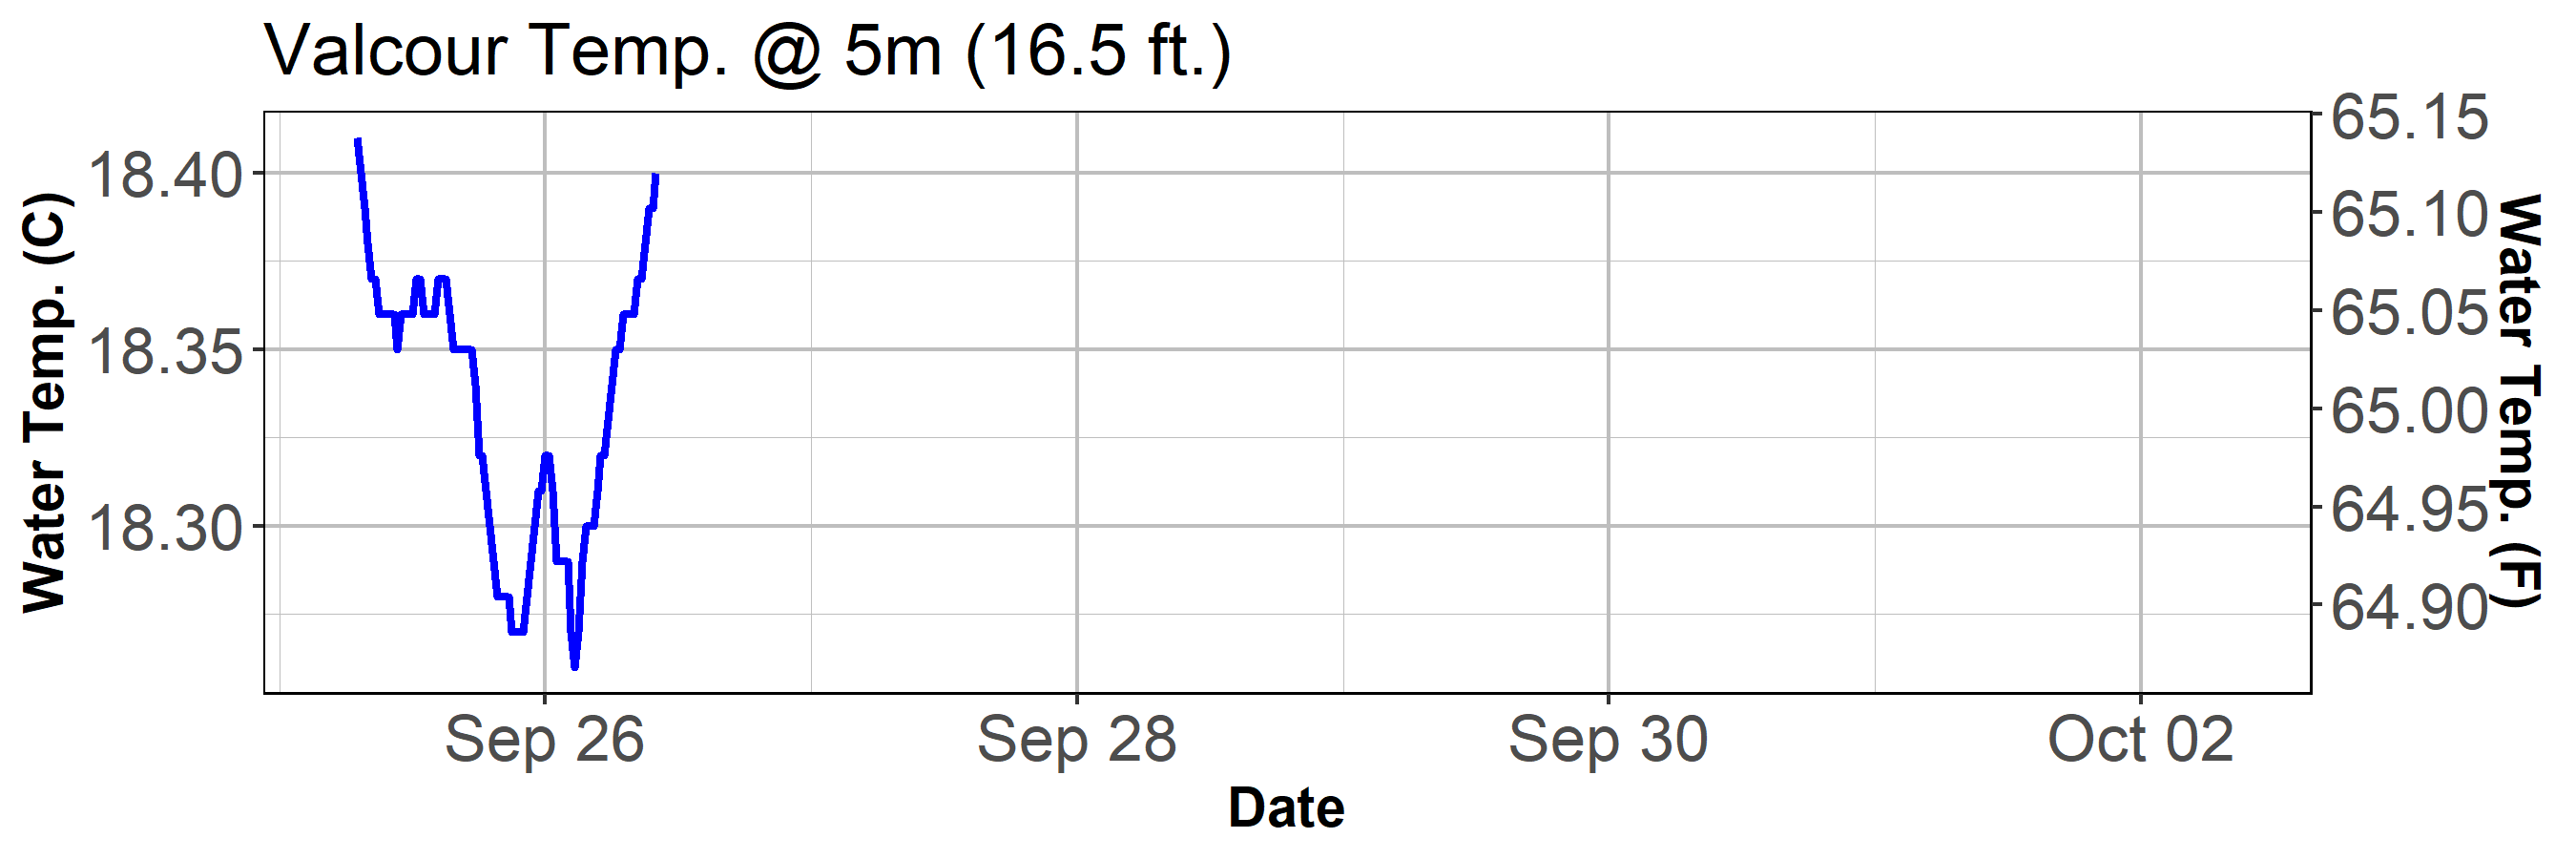 Valcour Temp. @ 5m (16.5 ft.)
Water Temp. (C)
18.40
18.35
18.30
65.15
65.10
65.05
65.00
64.95
64.90
Water Temp. (F)
Sep 26
Sep 28
Sep 30
Oct 02
Date